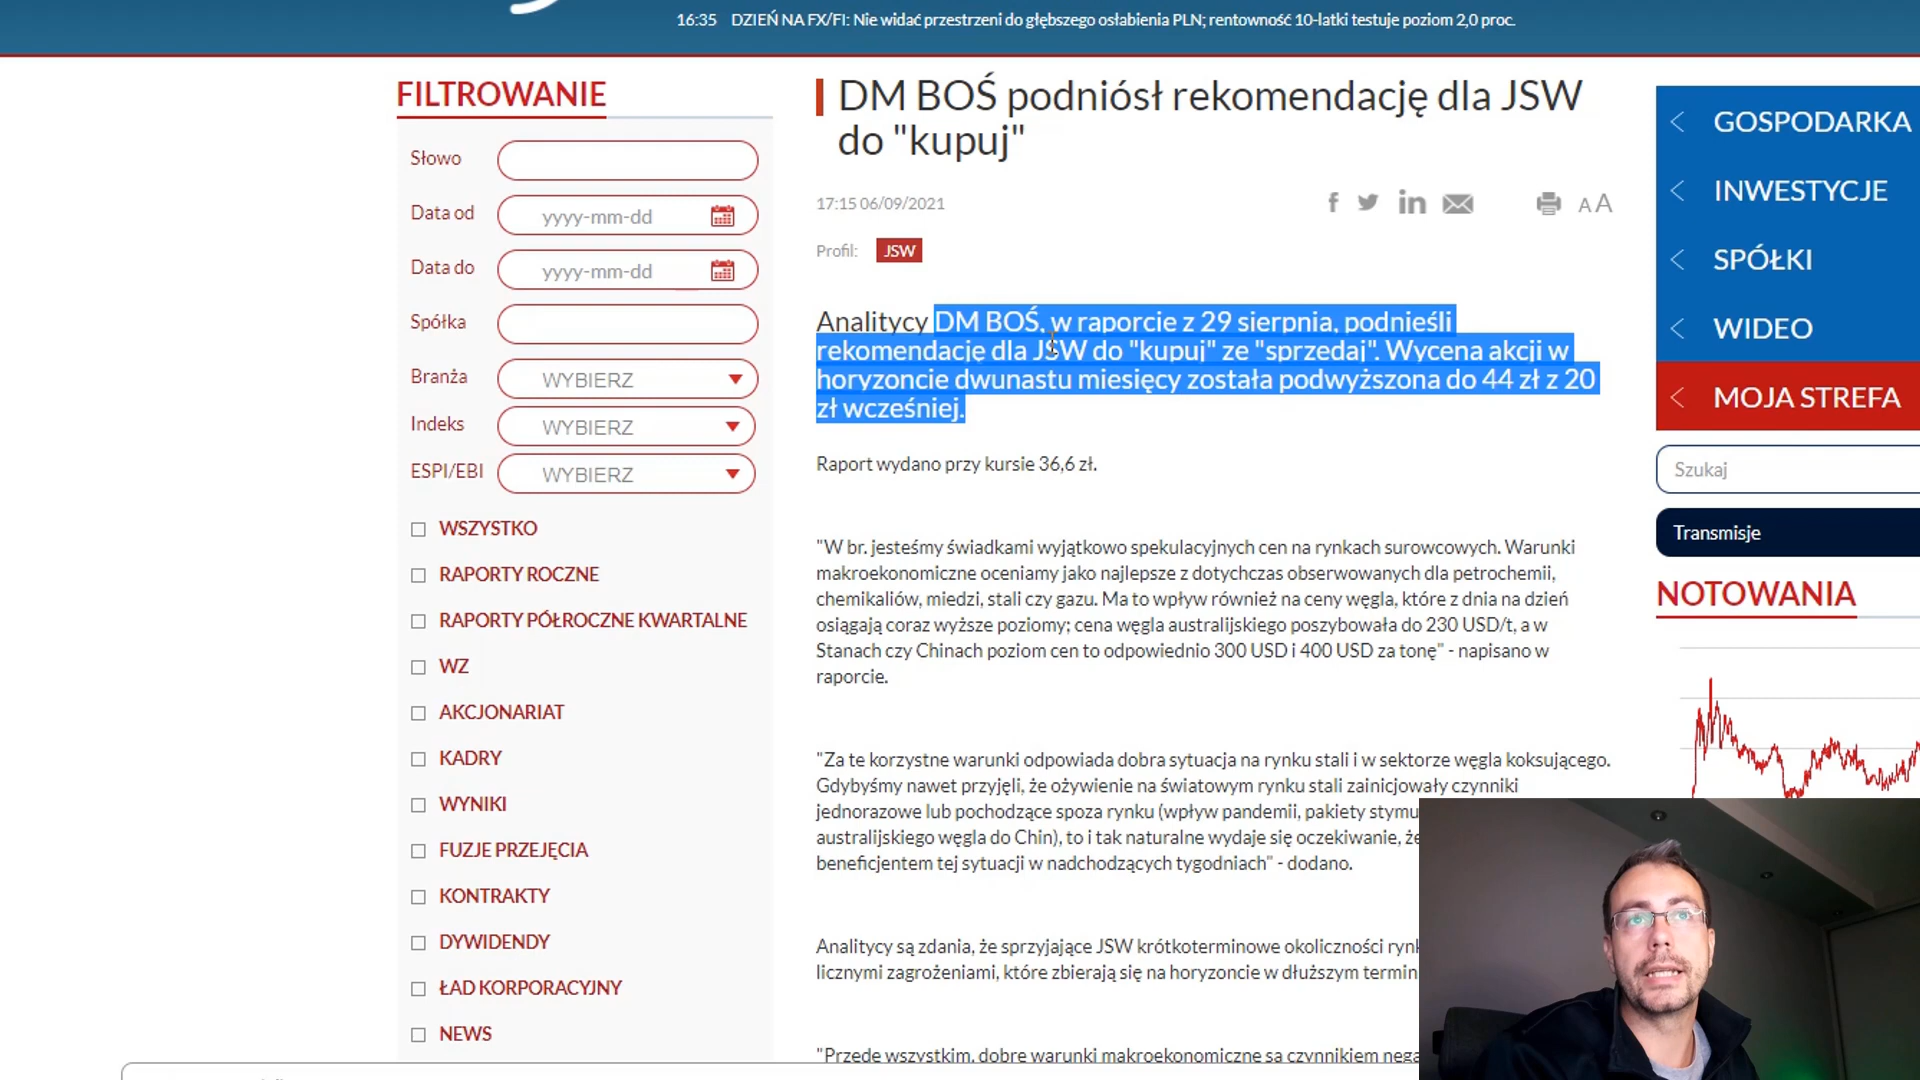 16:35 DZIEŃ NA FX/FI: Nie widać przestrzeni do głębszego osłabienia PLN; rentowność 10-latki testuje poziom 2,0 proc.
FILTROWANIE
Słowo
Data od yyyy-mm-dd
Data do yyyy-mm-dd
Spółka
Branża WYBIERZ
Indeks WYBIERZ
ESPI/EBI WYBIERZ
WSZYSTKO
RAPORTY ROCZNE
RAPORTY PÓŁROCZNE KWARTALNE
WZ
AKCJONARIAT
KADRY
WYNIKI
FUZJE PRZEJĘCIA
KONTRAKTY
DYWIDENDY
ŁAD KORPORACYJNY
NEWS
DM BOŚ podniósł rekomendację dla JSW
do "kupuj"
17:15 06/09/2021
A A
Profil: JSW
Analitycy DM BOŚ, w raporcie z 29 sierpnia, podnieśli
rekomendację dla JSW do "kupuj" ze "sprzedaj". Wycena akcji w
horyzoncie dwunastu miesięcy została podwyższona do 44 zł z 20
zł wcześniej.
Raport wydano przy kursie 36,6 zł.
"W br. jesteśmy świadkami wyjątkowo spekulacyjnych cen na rynkach surowcowych. Warunki
makroekonomiczne oceniamy jako najlepsze z dotychczas obserwowanych dla petrochemii,
chemikaliów, miedzi, stali czy gazu. Ma to wpływ również na ceny węgla, które z dnia na dzień
osiągają coraz wyższe poziomy; cena węgla australijskiego poszybowała do 230 USD/t, a w
Stanach czy Chinach poziom cen to odpowiednio 300 USD i 400 USD za tonę" - napisano w
raporcie.
"Za te korzystne warunki odpowiada dobra sytuacja na rynku stali i w sektorze węgla koksującego.
Gdybyśmy nawet przyjęli, że ożywienie na światowym rynku stali zainicjowały czynniki
jednorazowe lub pochodzące spoza rynku (wpływ pandemii, pakiety stymu
australijskiego węgla do Chin), to i tak naturalne wydaje się oczekiwanie, że
beneficjentem tej sytuacji w nadchodzących tygodniach" - dodano.
Analitycy są zdania, że sprzyjające JSW krótkoterminowe okoliczności rynk
licznymi zagrożeniami, które zbierają się na horyzoncie w dłuższym termin
"Przede wszystkim, dobre warunki makroekonomiczne są czynnikiem nega
GOSPODARKA
INWESTYCJE
SPÓŁKI
WIDEO
MOJA STREFA
Szukaj
Transmisje
NOTOWANIA